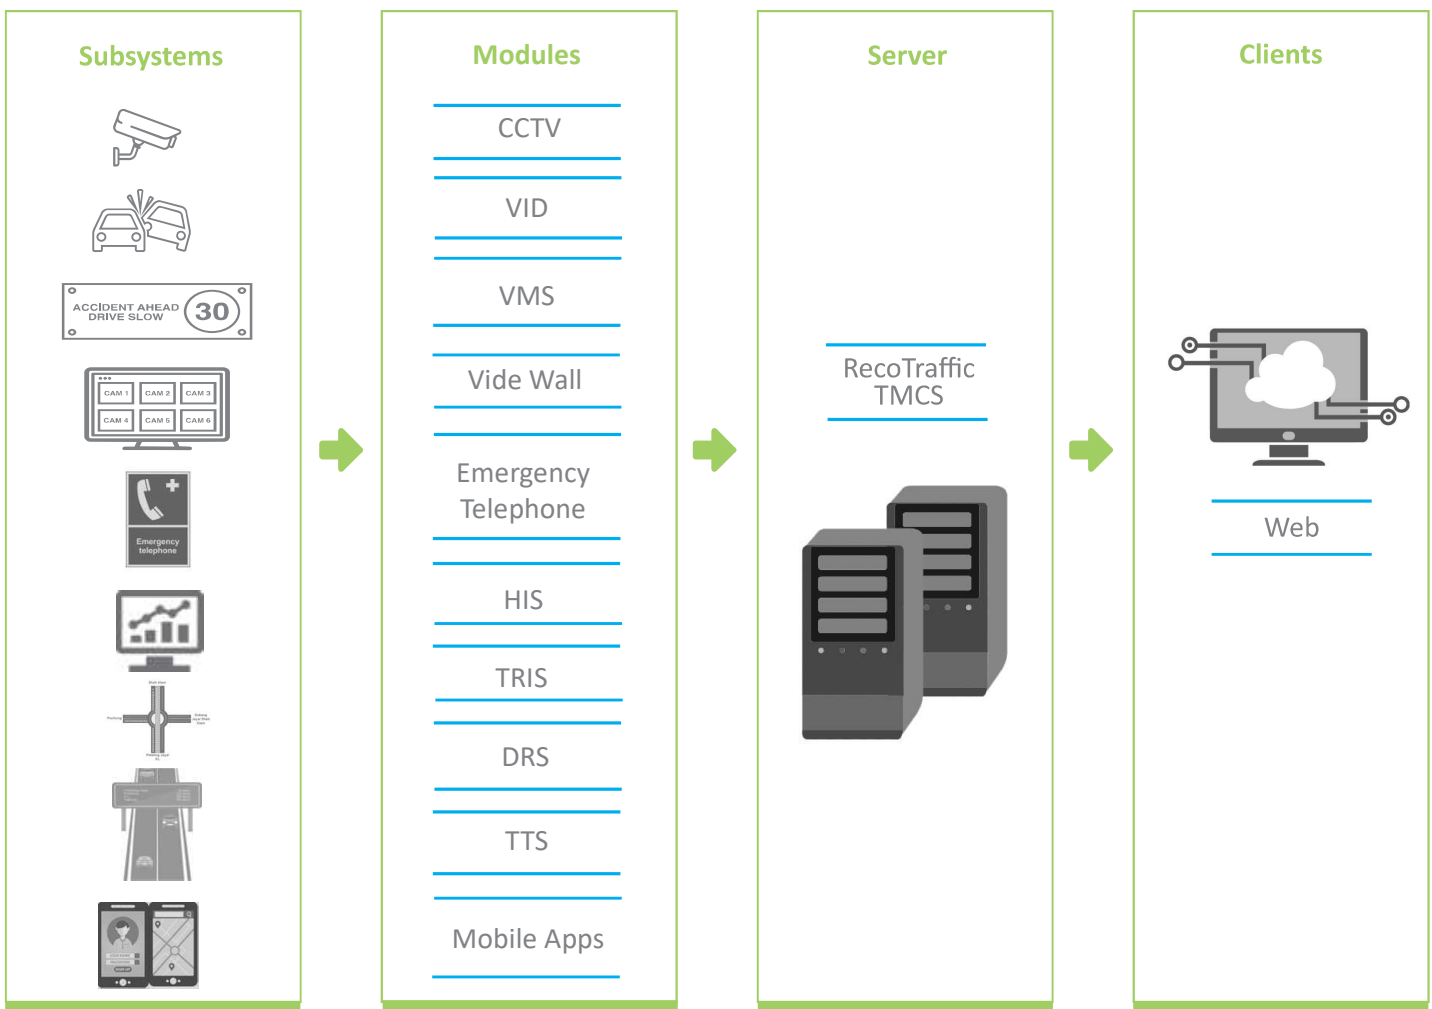 Subsystems
ACCİDENT AHEAD
DRIVE SLOW
30
CAM 1
CAM 2
CAM 3
CAM 4
CAM 5
CAM 6
Emergency
telephone
Modules
CCTV
VID
VMS
Vide Wall
Emergency
Telephone
HIS
TRIS
DRS
TTS
Mobile Apps
Server
RecoTraffic
TMCS
Clients
Web